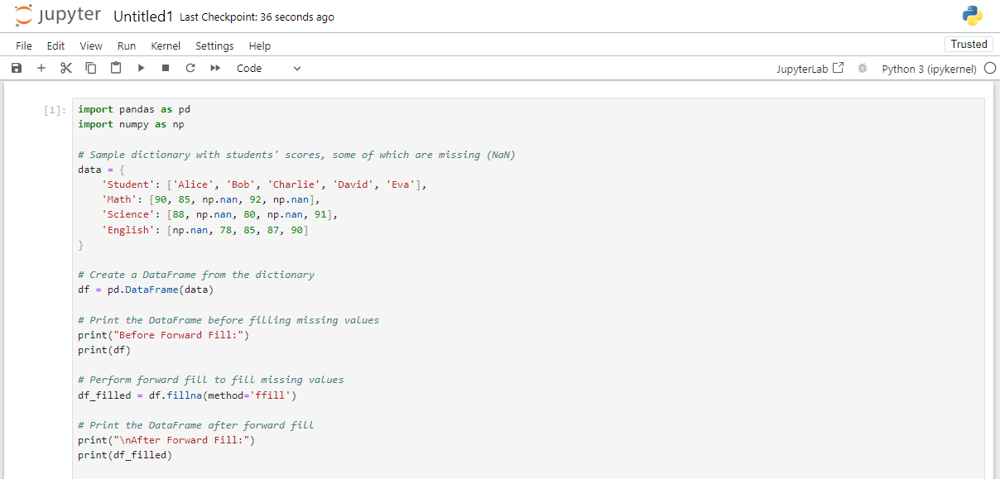 jupyter Untitled1 Last Checkpoint: 36 seconds ago
File Edit View Run Kernel Settings Help Trusted
Code JupyterLab Python 3 (ipykernel)
[1]: import pandas as pd
import numpy as np

# Sample dictionary with students' scores, some of which are missing (NaN)
data = {
    'Student': ['Alice', 'Bob', 'Charlie', 'David', 'Eva'],
    'Math': [90, 85, np.nan, 92, np.nan],
    'Science': [88, np.nan, 80, np.nan, 91],
    'English': [np.nan, 78, 85, 87, 90]
}

# Create a DataFrame from the dictionary
df = pd.DataFrame(data)

# Print the DataFrame before filling missing values
print("Before Forward Fill:")
print(df)

# Perform forward fill to fill missing values
df_filled = df.fillna(method='ffill')

# Print the DataFrame after forward fill
print("\nAfter Forward Fill:")
print(df_filled)